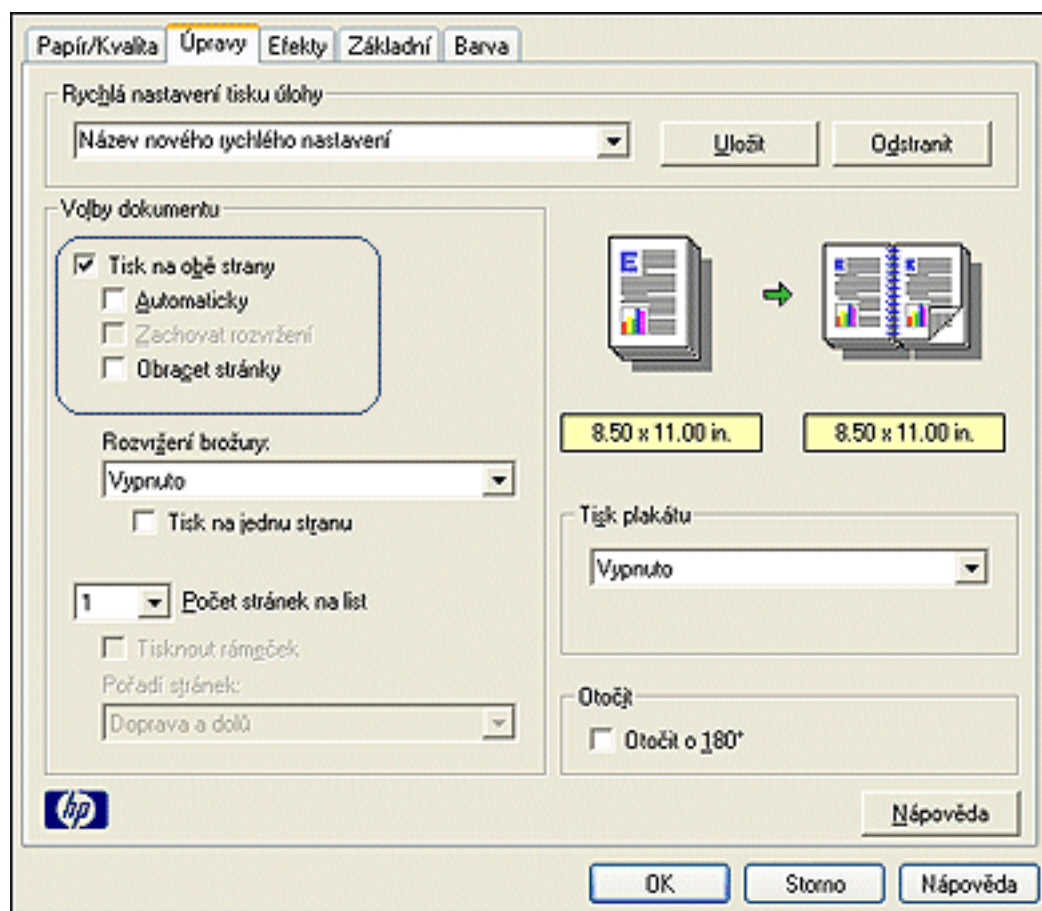 Papír/Kvalita Úpravy Efekty Základní Barva
Rychlá nastavení tisku úlohy
Název nového rychlého nastavení Uložit Odstranit
Volby dokumentu
Tisk na obě strany
Automaticky
Zachovat rozvržení
Obracet stránky
8.50 x 11.00 in. 8.50 x 11.00 in.
Rozvržení brožury:
Vypnuto
Tisk na jednu stranu
Tisk plakátu
Vypnuto
1 Počet stránek na list
Tisknout rámeček
Pořadí stránek:
Doprava a dolů
Otočit
Otočit o 180°
hp
Nápověda
OK Storno Nápověda